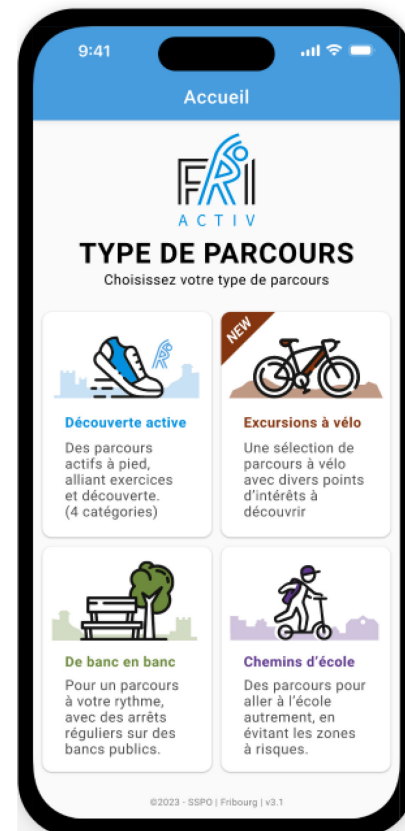 9:41
Accueil
FRI
ACTIV
TYPE DE PARCOURS
Choisissez votre type de parcours
Découverte active
Des parcours
actifs à pied,
alliant exercices
et découverte.
(4 catégories)
NEW
Excursions à vélo
Une sélection de
parcours à vélo
avec divers points
d'intérêts à
découvrir
De banc en banc
Pour un parcours
à votre rythme,
avec des arrêts
réguliers sur des
bancs publics.
Chemins d'école
Des parcours pour
aller à l'école
autrement, en
évitant les zones
à risques.
©2023 - SSPO | Fribourg | v3.1